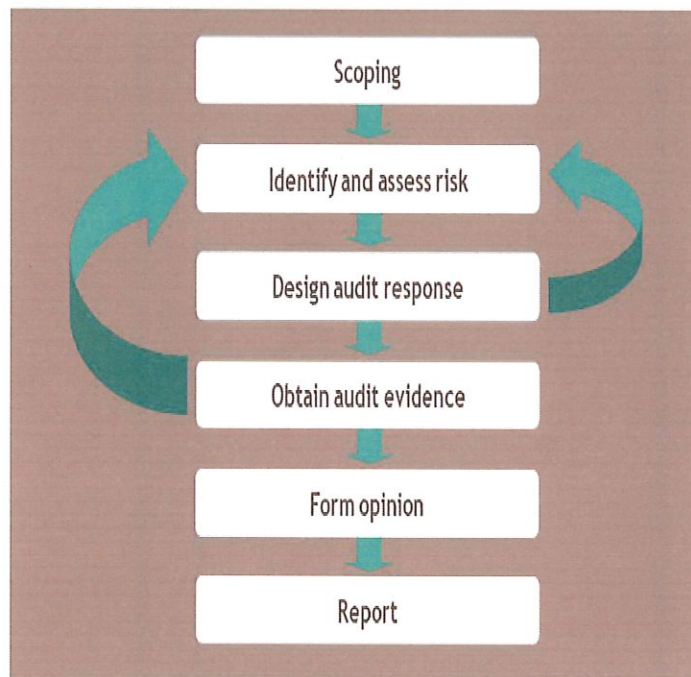 Scoping
Identify and assess risk
Design audit response
Obtain audit evidence
Form opinion
Report